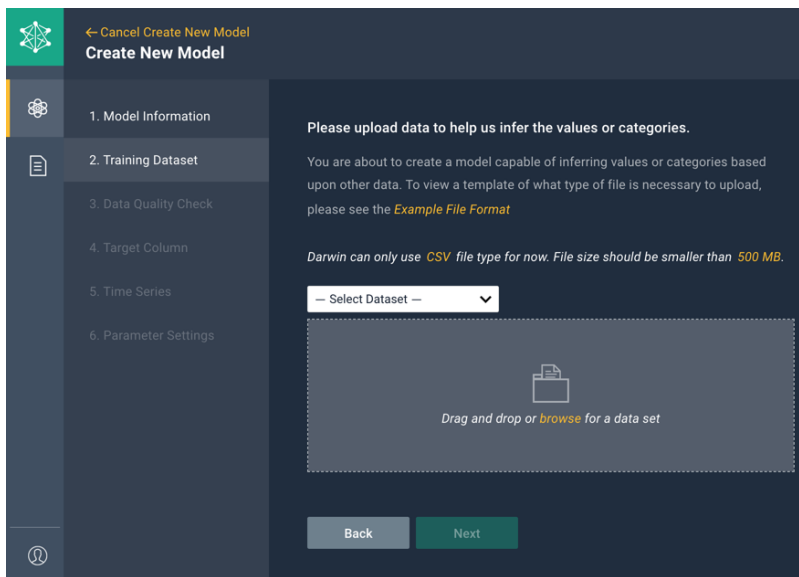 ← Cancel Create New Model
Create New Model
1. Model Information
2. Training Dataset
3. Data Quality Check
4. Target Column
5. Time Series
6. Parameter Settings
Please upload data to help us infer the values or categories.
You are about to create a model capable of inferring values or categories based
upon other data. To view a template of what type of file is necessary to upload,
please see the Example File Format
Darwin can only use CSV file type for now. File size should be smaller than 500 MB.
— Select Dataset —
Drag and drop or browse for a data set
Back
Next